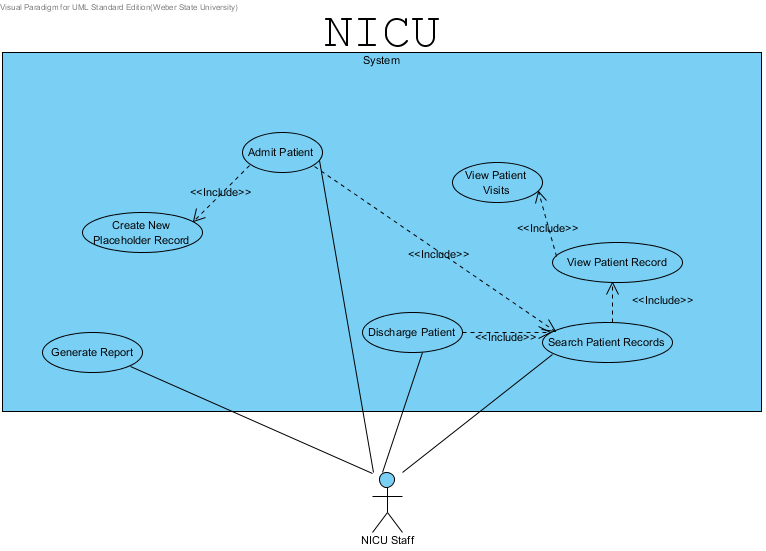 Visual Paradigm for UML Standard Edition(Weber State University)
NICU
System
Admit Patient
View Patient
Visits
<<Include>>
Create New
Placeholder Record
<<Include>>
<<Include>>
View Patient Record
<<Include>>
Discharge Patient
<<Include>>
Search Patient Records
Generate Report
NICU Staff